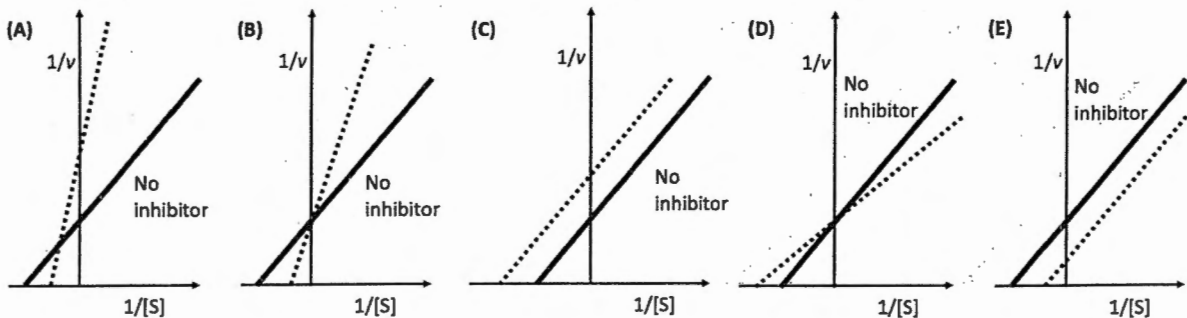 (A)
1/v
No
inhibitor
1/[S]
(B)
1/v
No
inhibitor
1/[S]
(C)
1/v
No
inhibitor
1/[S]
(D)
1/v
No
inhibitor
1/[S]
(E)
1/v
No
inhibitor
1/[S]